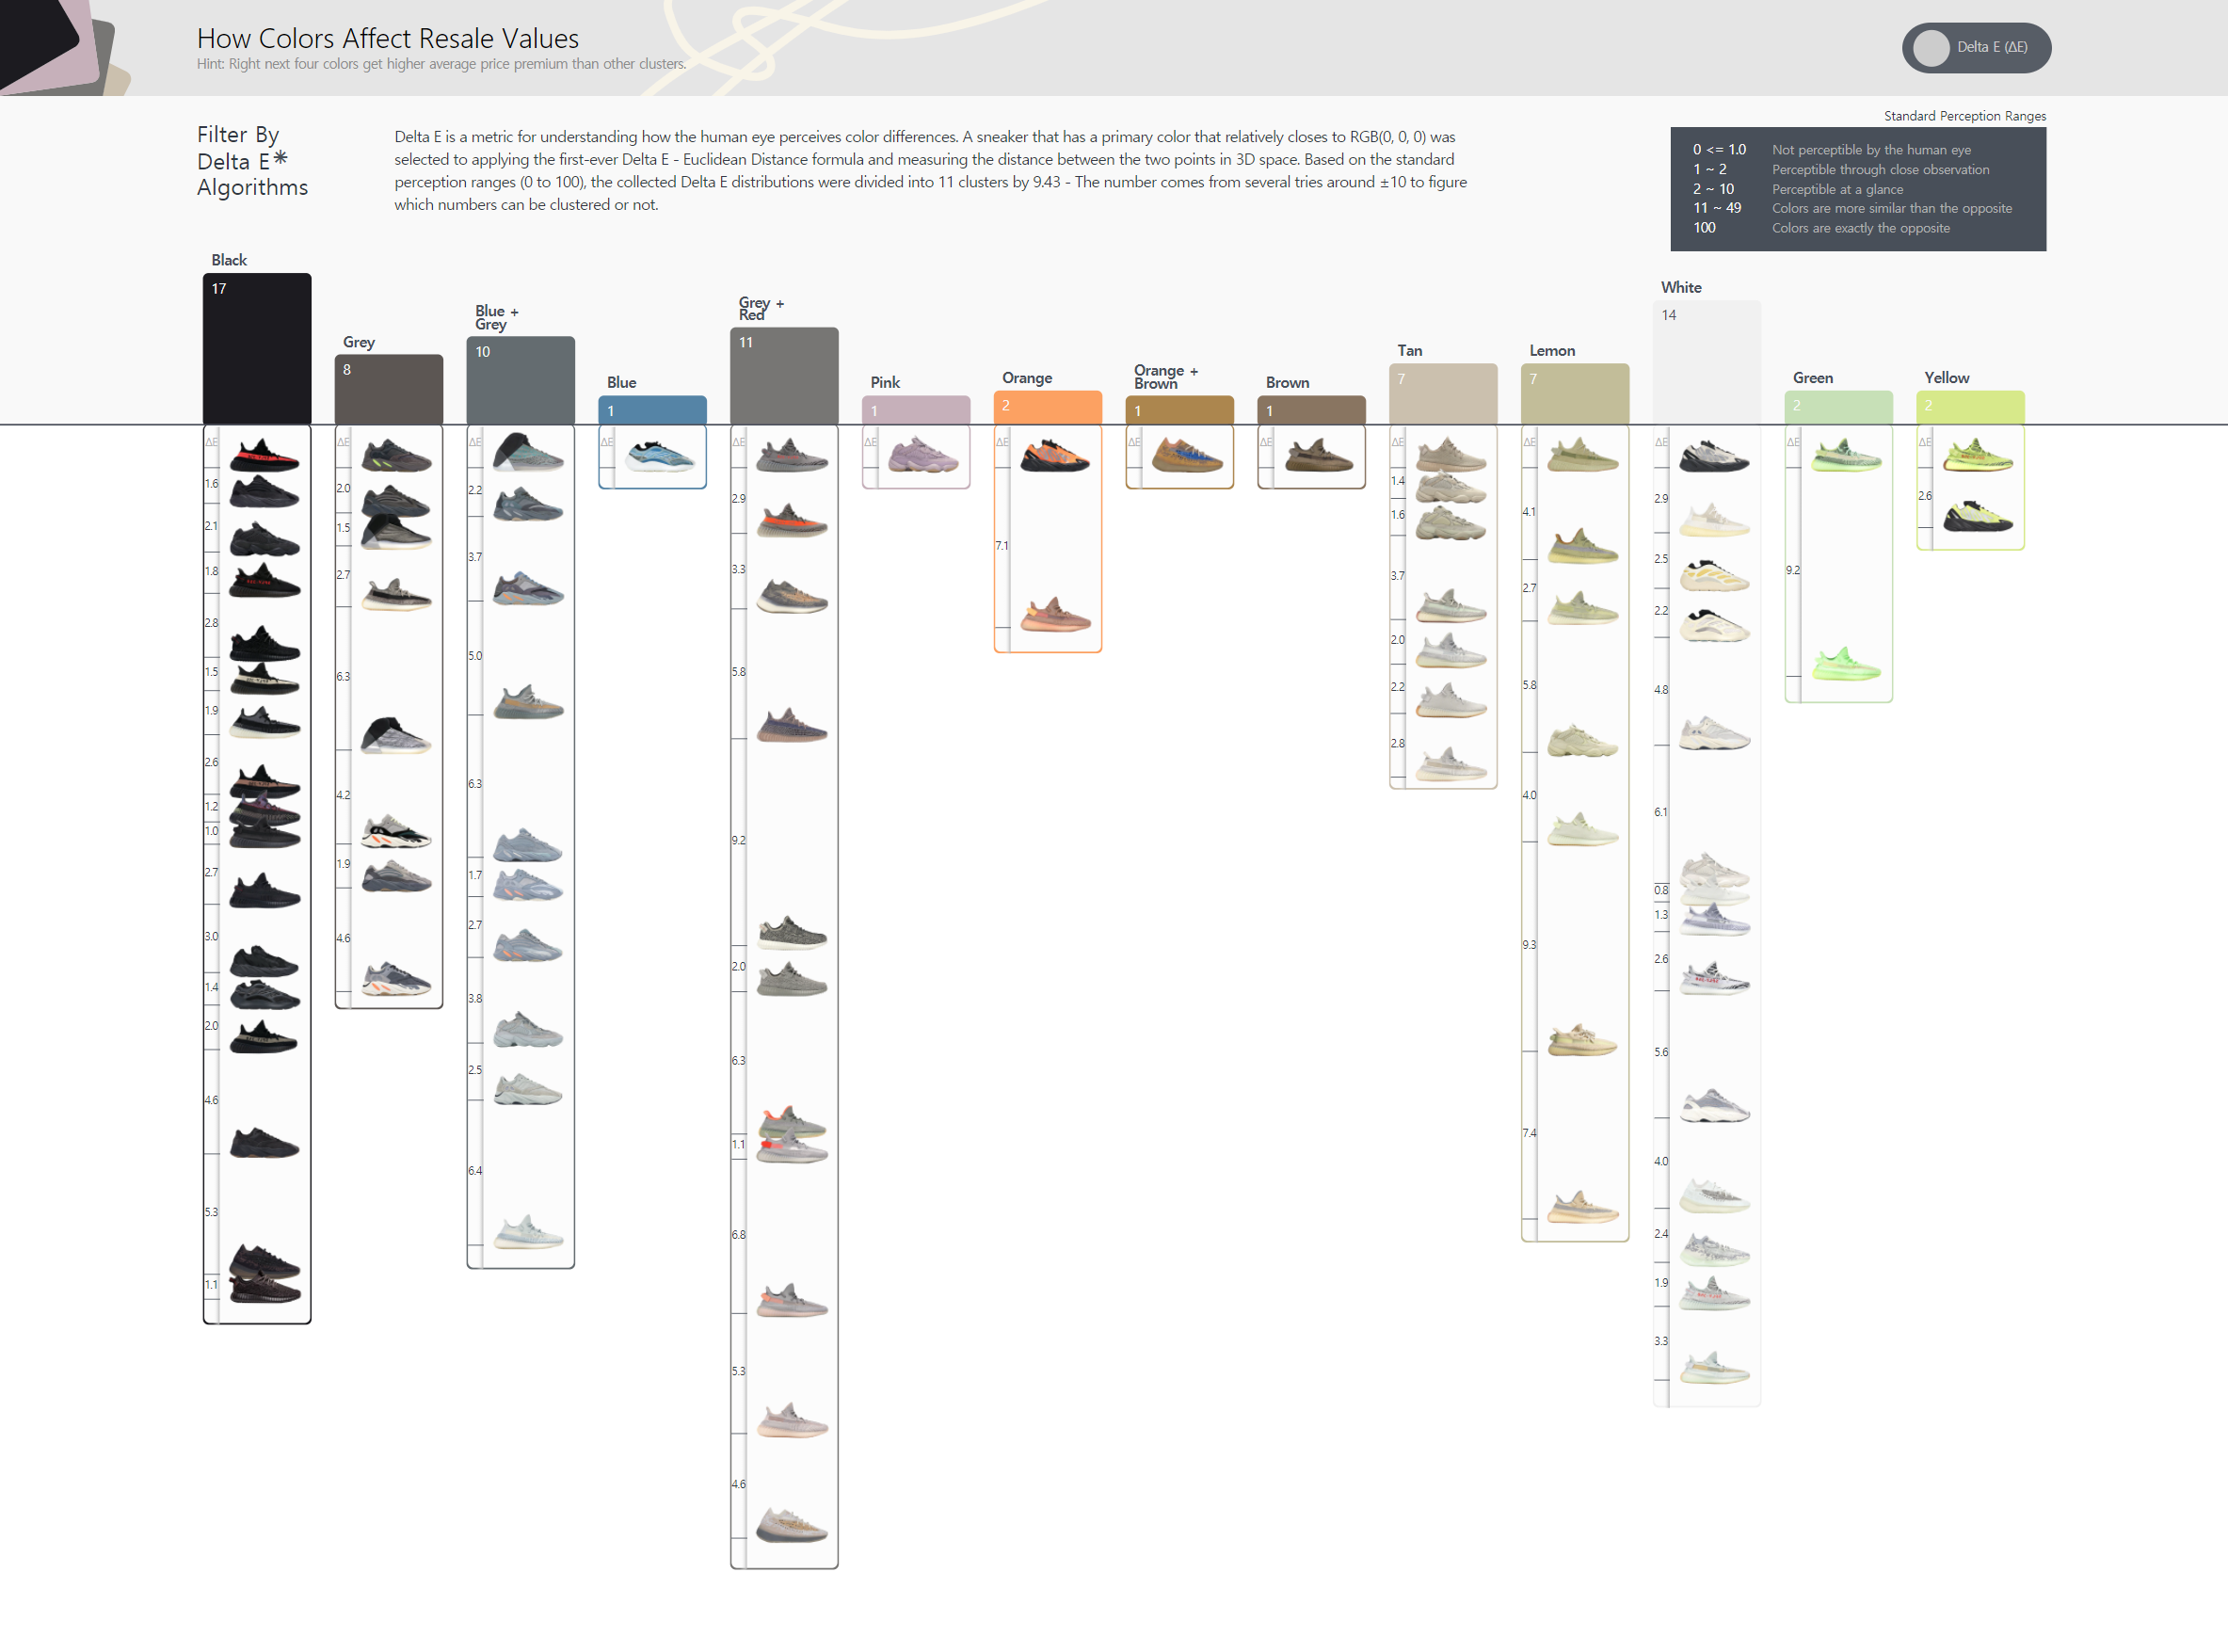 How Colors Affect Resale Values
Hint: Right next four colors get higher average price premium than other clusters.
Delta E (ΔE)
Filter By
Delta E*
Algorithms
Delta E is a metric for understanding how the human eye perceives color differences. A sneaker that has a primary color that relatively closes to RGB(0, 0, 0) was
selected to applying the first-ever Delta E - Euclidean Distance formula and measuring the distance between the two points in 3D space. Based on the standard
perception ranges (0 to 100), the collected Delta E distributions were divided into 11 clusters by 9.43 - The number comes from several tries around ±10 to figure
which numbers can be clustered or not.
Standard Perception Ranges
0 <= 1.0 Not perceptible by the human eye
1 ~ 2 Perceptible through close observation
2 ~ 10 Perceptible at a glance
11 ~ 49 Colors are more similar than the opposite
100 Colors are exactly the opposite
Black
17
ΔE
1.6
2.1
1.8
2.8
1.5
1.9
2.6
1.2
1.0
2.7
3.0
1.4
2.0
4.6
5.3
1.1
Grey
8
ΔE
2.0
1.5
2.7
6.3
4.2
1.9
4.6
Blue +
Grey
10
ΔE
2.2
3.7
5.0
6.3
1.7
2.7
3.8
2.5
6.4
Blue
1
ΔE
Grey +
Red
11
ΔE
2.9
3.3
5.8
9.2
2.0
6.3
1.1
6.8
5.3
4.6
Pink
1
ΔE
Orange
2
ΔE
7.1
Orange +
Brown
1
ΔE
Brown
1
ΔE
Tan
7
ΔE
1.4
1.6
3.7
2.0
2.2
2.8
Lemon
7
ΔE
4.1
2.7
5.8
4.0
9.3
7.4
White
14
ΔE
2.9
2.5
2.2
4.8
6.1
0.8
1.3
2.6
5.6
4.0
2.4
1.9
3.3
Green
2
ΔE
9.2
Yellow
2
ΔE
2.6